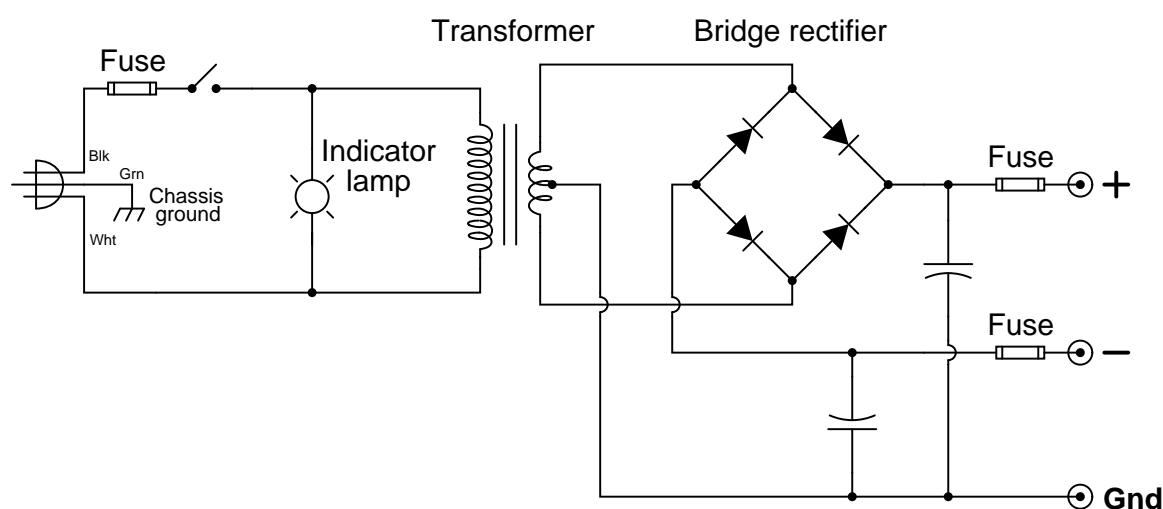 Transformer
Bridge rectifier
Fuse
Blk
Grn
Chassis
ground
Wht
Indicator
lamp
Fuse
+
Fuse
−
Gnd